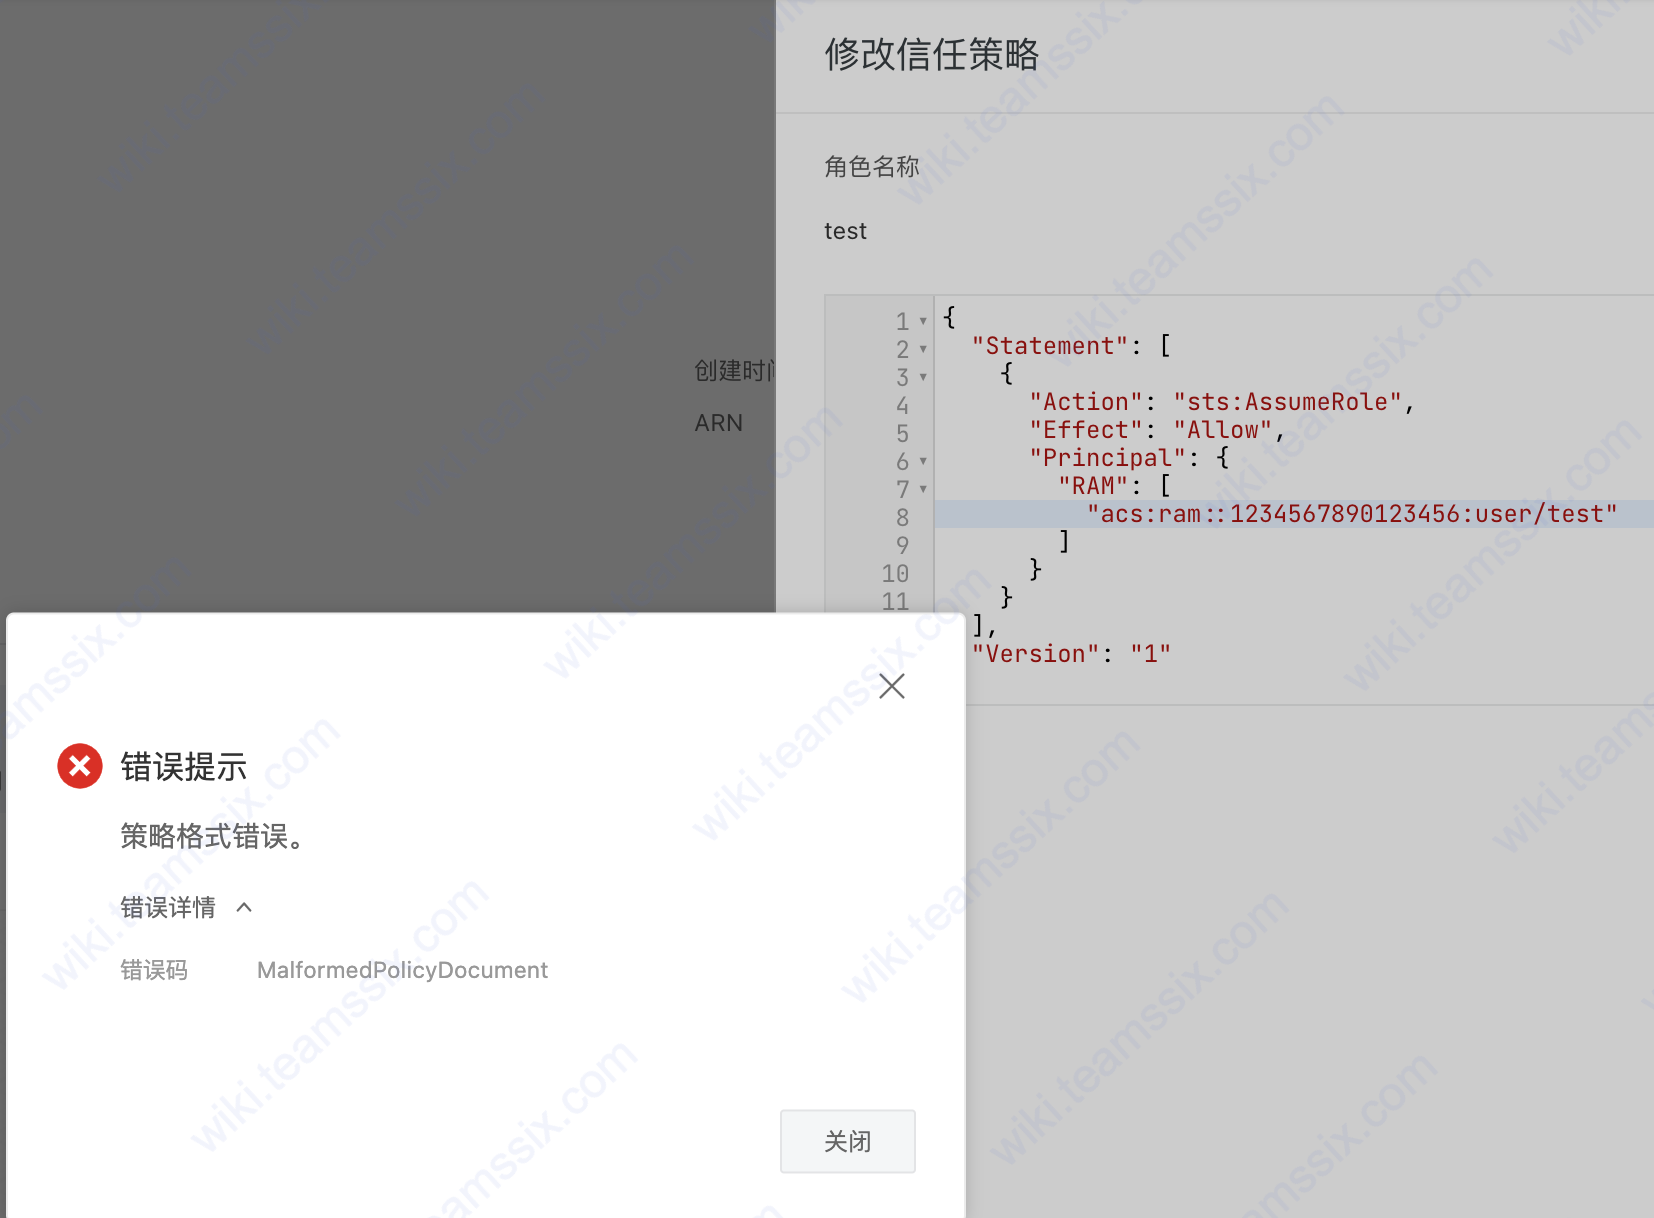 修改信任策略
角色名称
test
创建时
ARN
1 {
2 "Statement": [
3 {
4 "Action": "sts:AssumeRole",
5 "Effect": "Allow",
6 "Principal": {
7 "RAM": [
8 "acs:ram::1234567890123456:user/test"
9 ]
10 }
11 }
],
"Version": "1"
错误提示
策略格式错误。
错误详情
错误码 MalformedPolicyDocument
关闭
wiki.teamssix.com